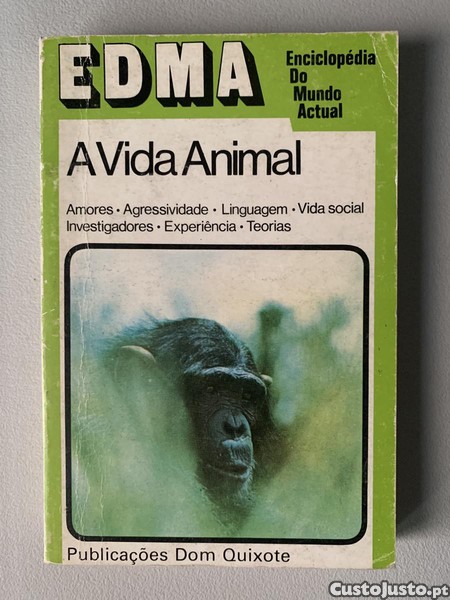 EDMA
Enciclopédia
Do
Mundo
Actual
A Vida Animal
Amores • Agressividade • Linguagem • Vida social
Investigadores • Experiência • Teorias
Publicações Dom Quixote
CustoJusto.pt